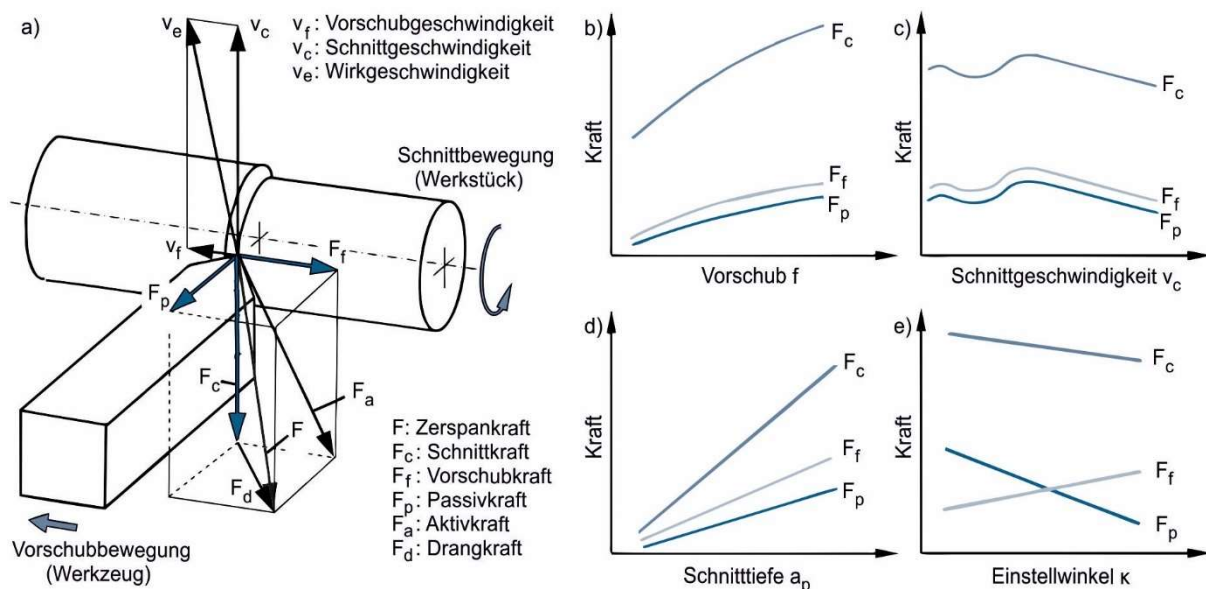 a)
v_e
v_c
v_f: Vorschubgeschwindigkeit
v_c: Schnittgeschwindigkeit
v_e: Wirkgeschwindigkeit
Schnittbewegung
(Werkstück)
v_f
F_f
F_p
F_c
F_a
F
F_d
F: Zerspankraft
F_c: Schnittkraft
F_f: Vorschubkraft
F_p: Passivkraft
F_a: Aktivkraft
F_d: Drangkraft
Vorschubbewegung
(Werkzeug)
b)
Kraft
F_c
F_f
F_p
Vorschub f
c)
Kraft
F_c
F_f
F_p
Schnittgeschwindigkeit v_c
d)
Kraft
F_c
F_f
F_p
Schnitttiefe a_p
e)
Kraft
F_c
F_f
F_p
Einstellwinkel κ